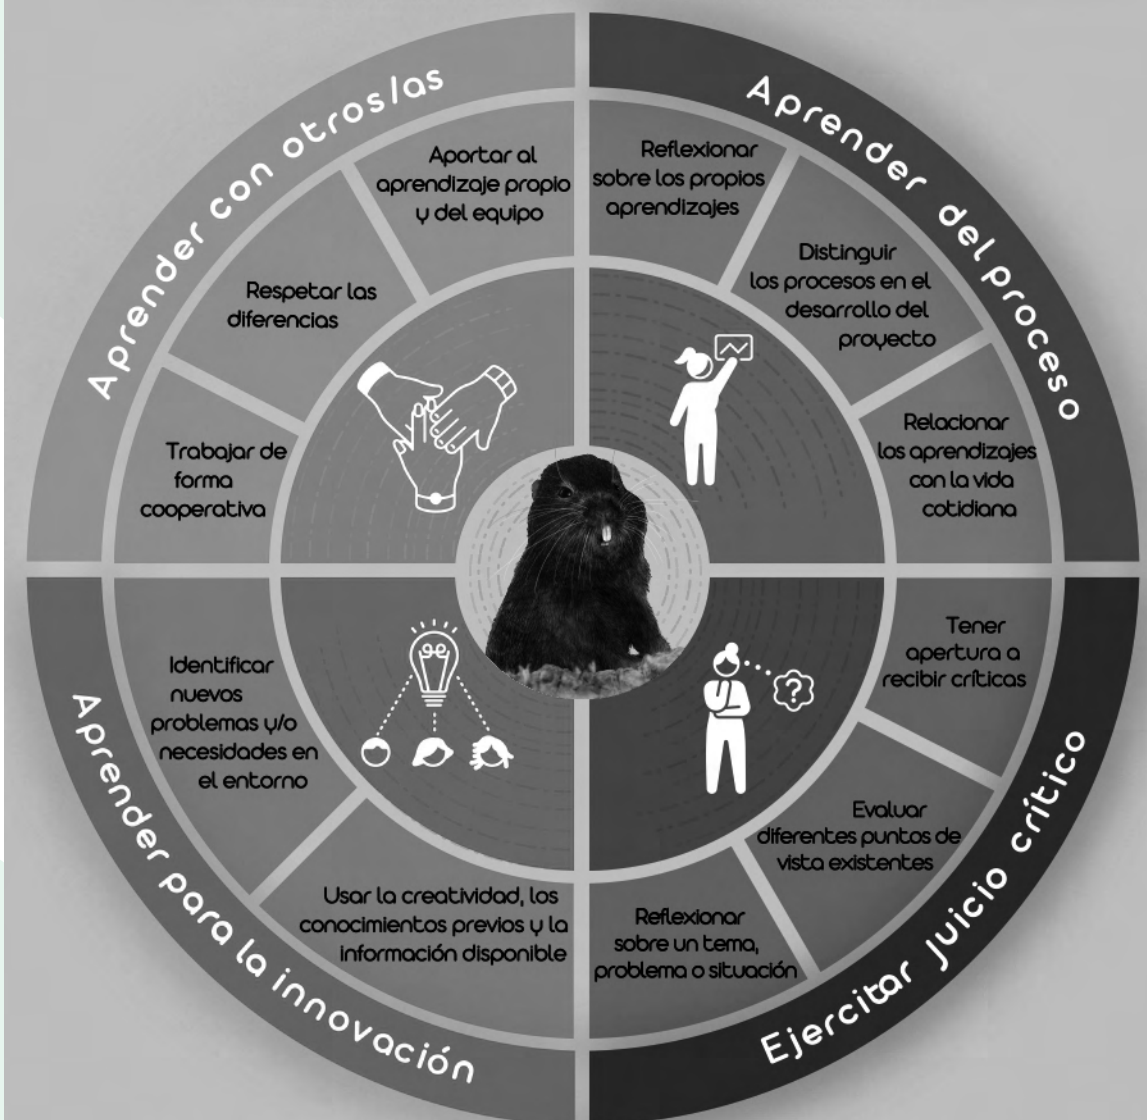 Aprender con otros/as
Aportar al
aprendizaje propio
y del equipo
Respetar las
diferencias
Trabajar de
forma
cooperativa
Aprender del proceso
Reflexionar
sobre los propios
aprendizajes
Distinguir
los procesos en el
desarrollo del
proyecto
Relacionar
los aprendizajes
con la vida
cotidiana
Aprender para la innovación
Identificar
nuevos
problemas y/o
necesidades en
el entorno
Usar la creatividad, los
conocimientos previos y la
información disponible
Ejercitar juicio crítico
Tener
apertura a
recibir críticas
Evaluar
diferentes puntos de
vista existentes
Reflexionar
sobre un tema,
problema o situación
?